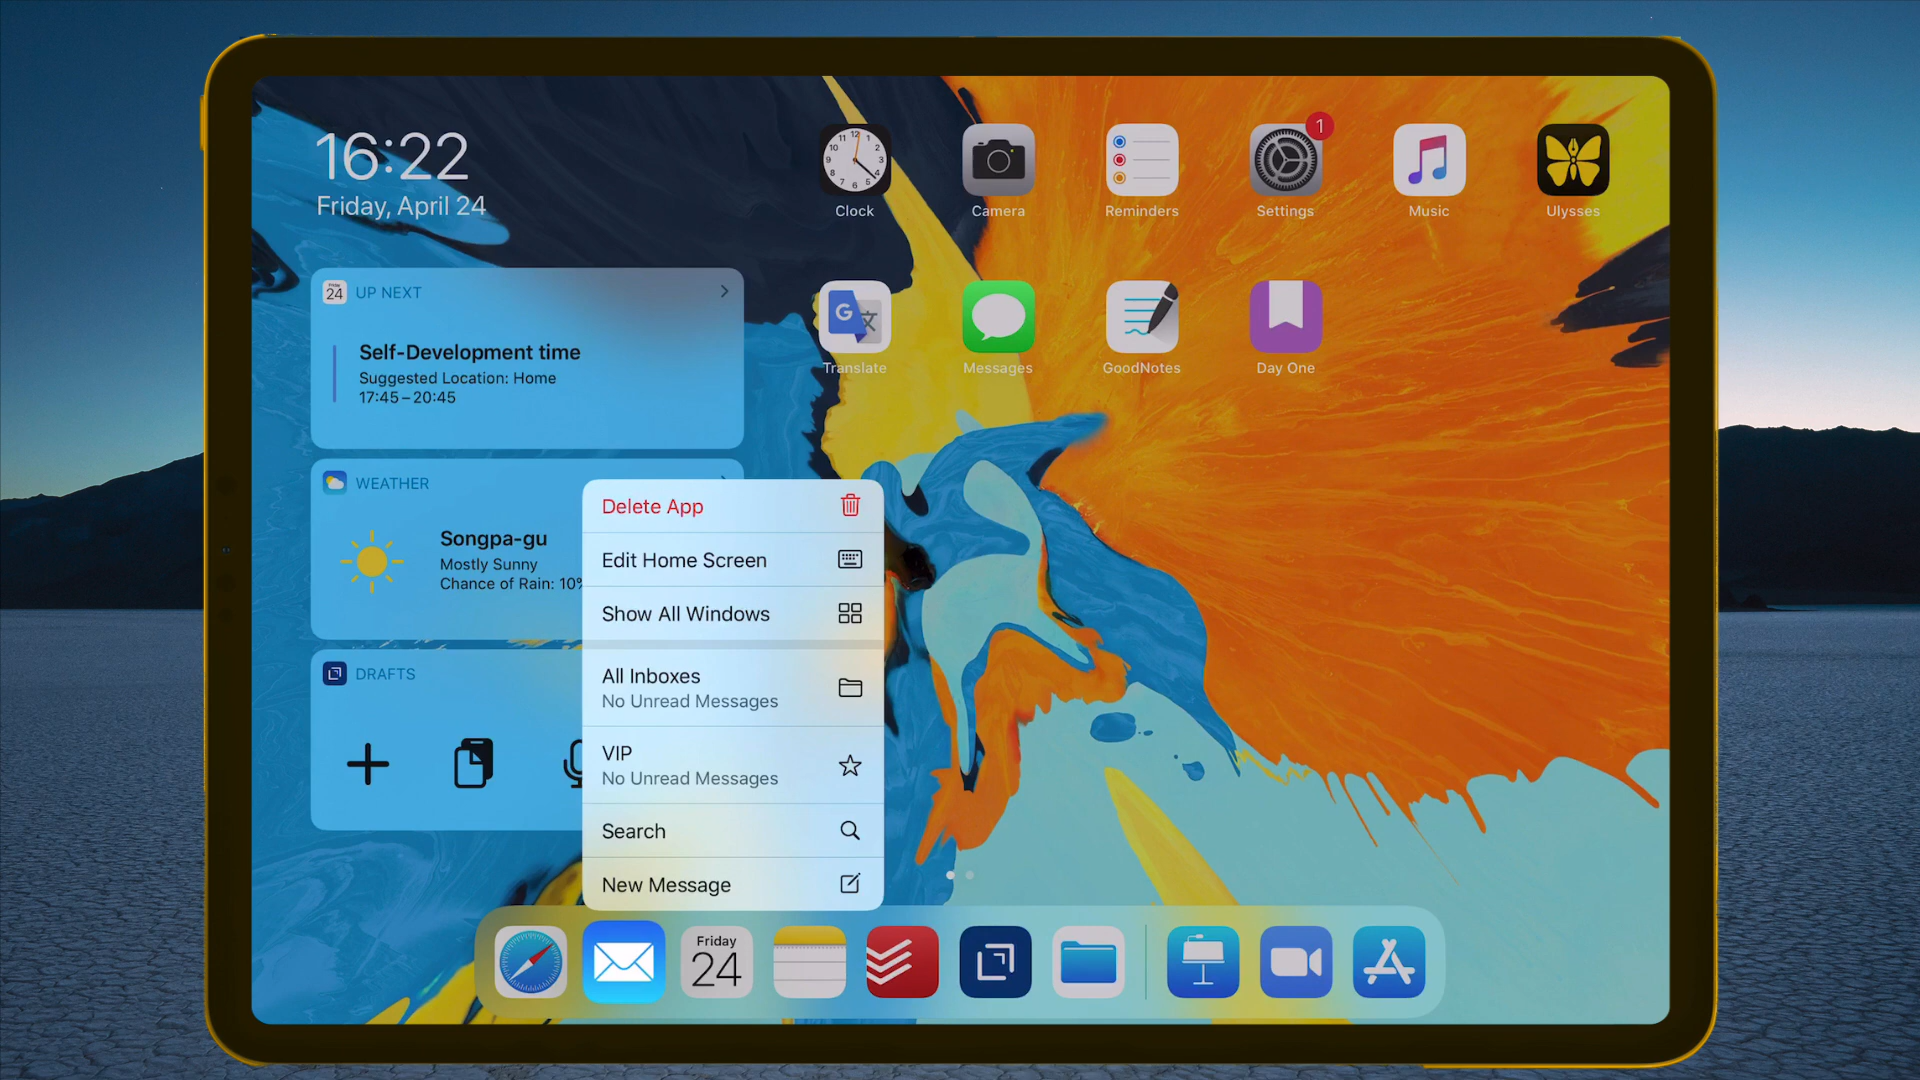 16:22
Friday, April 24
Clock
Camera
Reminders
1
Settings
Music
Ulysses
Translate
Messages
GoodNotes
Day One
24
UP NEXT
Self-Development time
Suggested Location: Home
17:45 – 20:45
WEATHER
Songpa-gu
Mostly Sunny
Chance of Rain: 10%
DRAFTS
Delete App
Edit Home Screen
Show All Windows
All Inboxes
No Unread Messages
VIP
No Unread Messages
Search
New Message
Friday
24